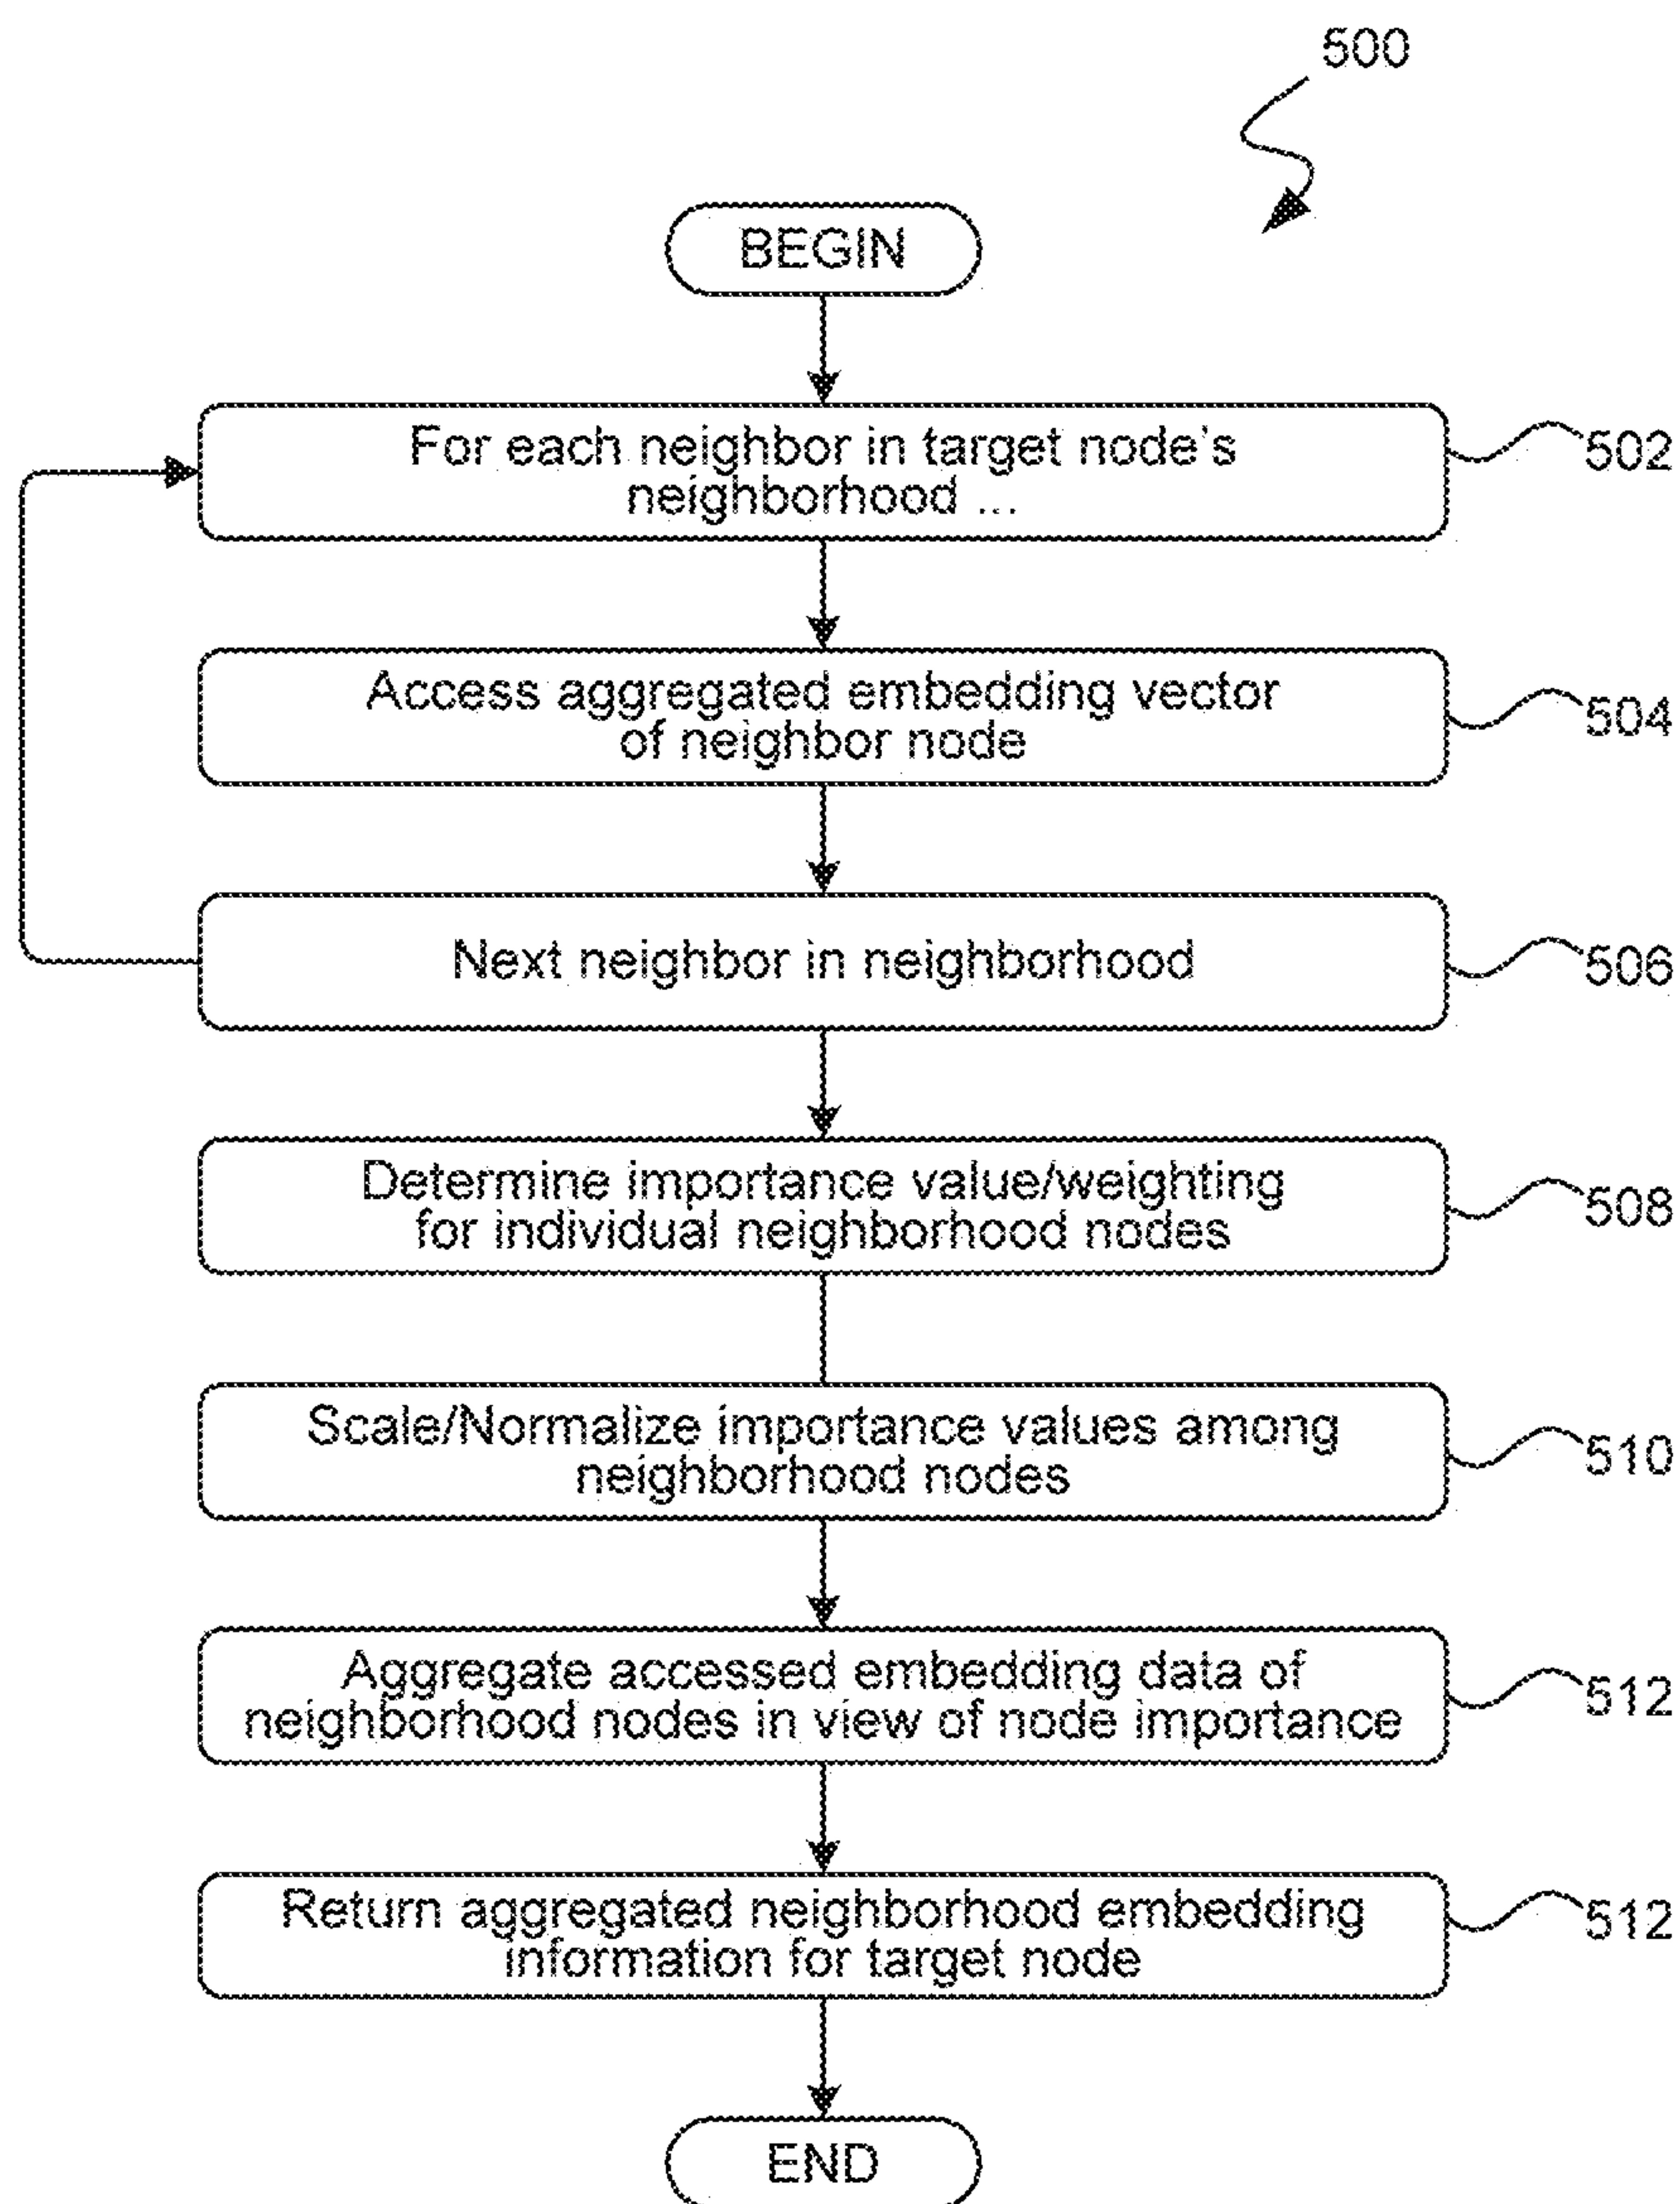 500
BEGIN
For each neighbor in target node's
neighborhood ...
502
Access aggregated embedding vector
of neighbor node
504
Next neighbor in neighborhood
506
Determine importance value/weighting
for individual neighborhood nodes
508
Scale/Normalize importance values among
neighborhood nodes
510
Aggregate accessed embedding data of
neighborhood nodes in view of node importance
512
Return aggregated neighborhood embedding
information for target node
512
END